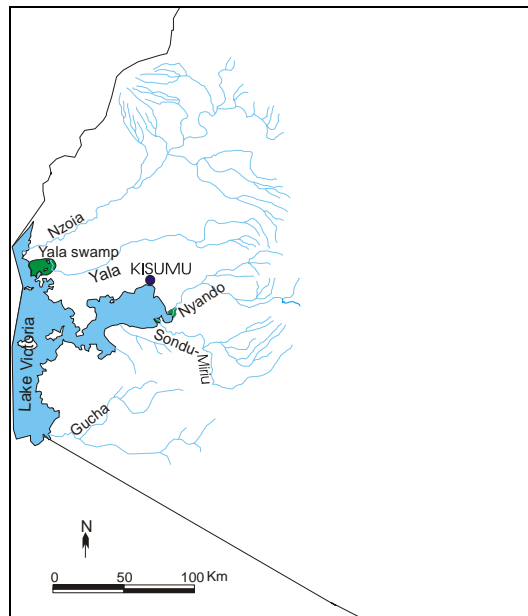 Nzoia
Yala swamp
Yala
KISUMU
Nyando
Sondu-Miriu
Lake Victoria
Gucha
N
0 50 100 Km